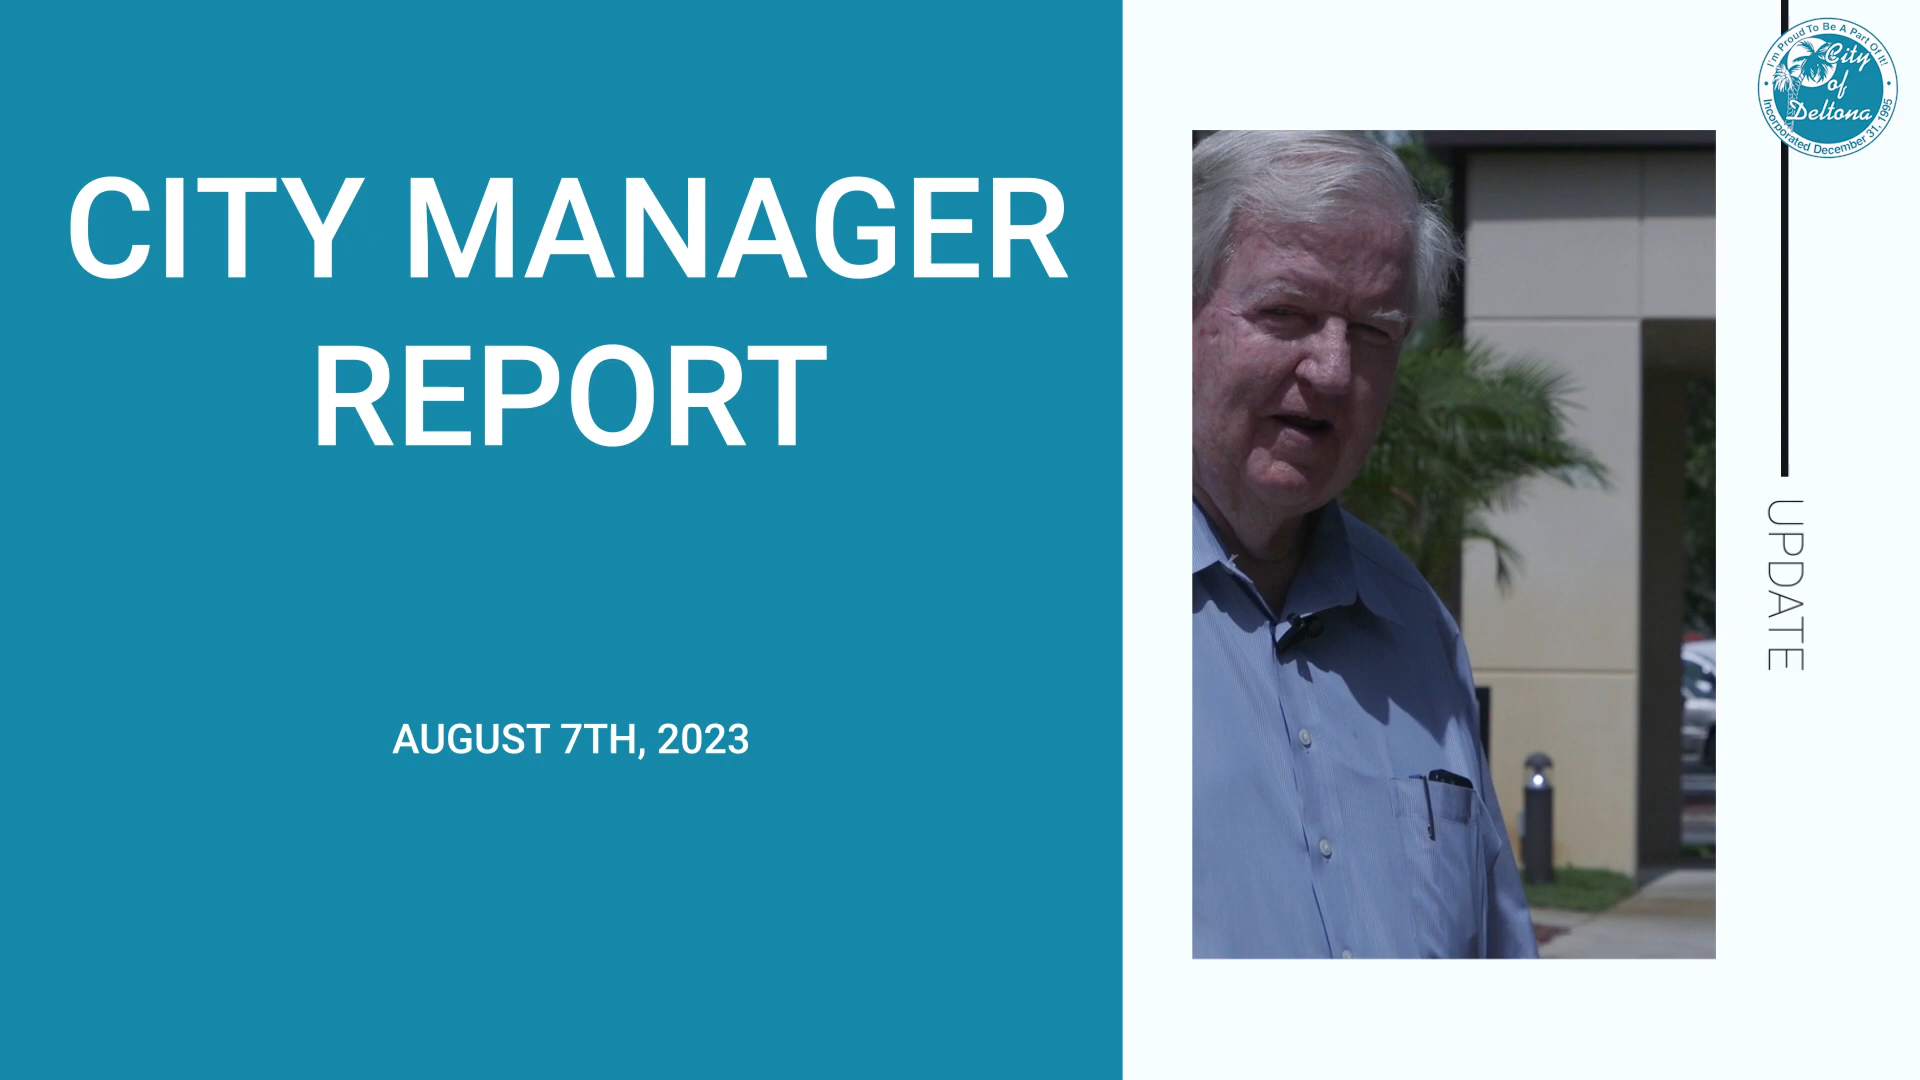 CITY MANAGER
REPORT
AUGUST 7TH, 2023
I'm Proud To Be A Part Of It!
City
of
Deltona
Incorporated December 31, 1995
UPDATE